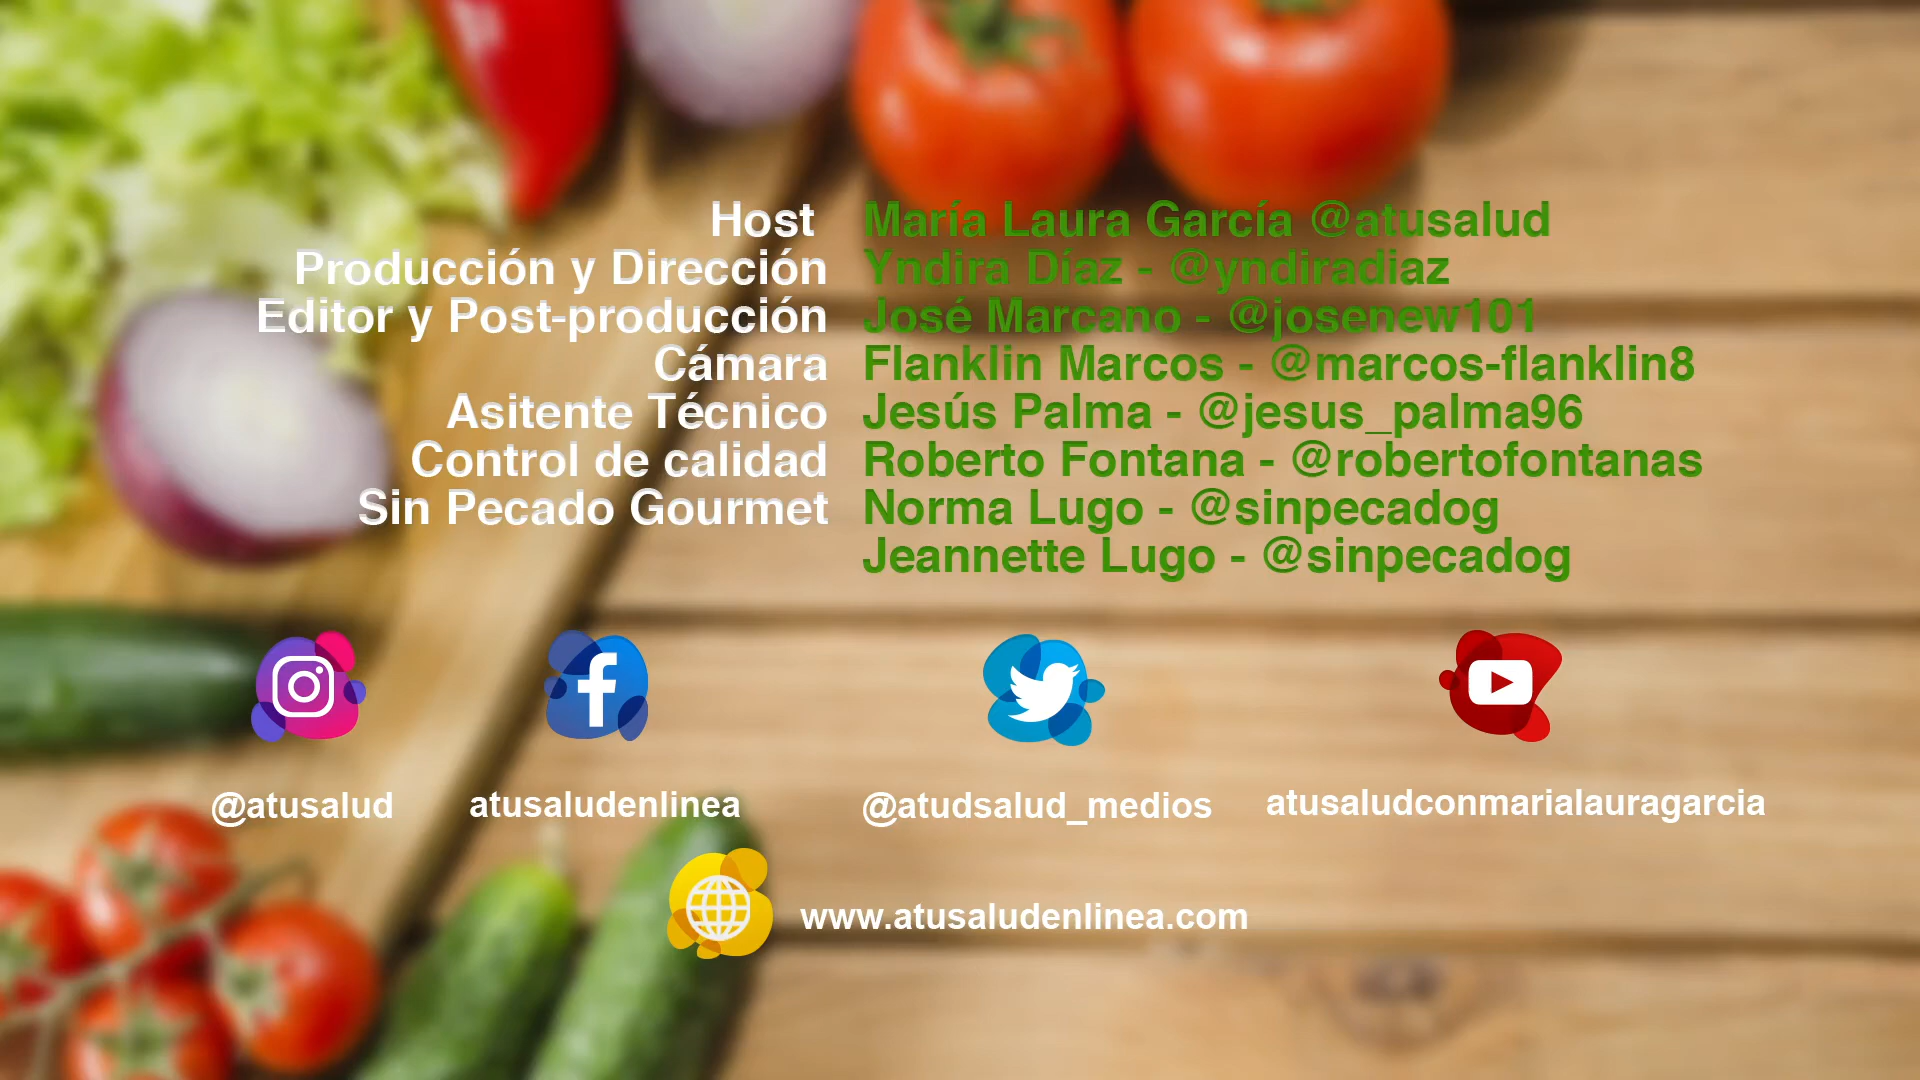 Host María Laura García @atusalud
Producción y Dirección Yndira Díaz - @yndiradiaz
Editor y Post-producción José Marcano - @josenew101
Cámara Flanklin Marcos - @marcos-flanklin8
Asitente Técnico Jesús Palma - @jesus_palma96
Control de calidad Roberto Fontana - @robertofontanas
Sin Pecado Gourmet Norma Lugo - @sinpecadog
Jeannette Lugo - @sinpecadog
@atusalud atusaludenlinea @atudsalud_medios atusaludconmarialauragarcia
www.atusaludenlinea.com